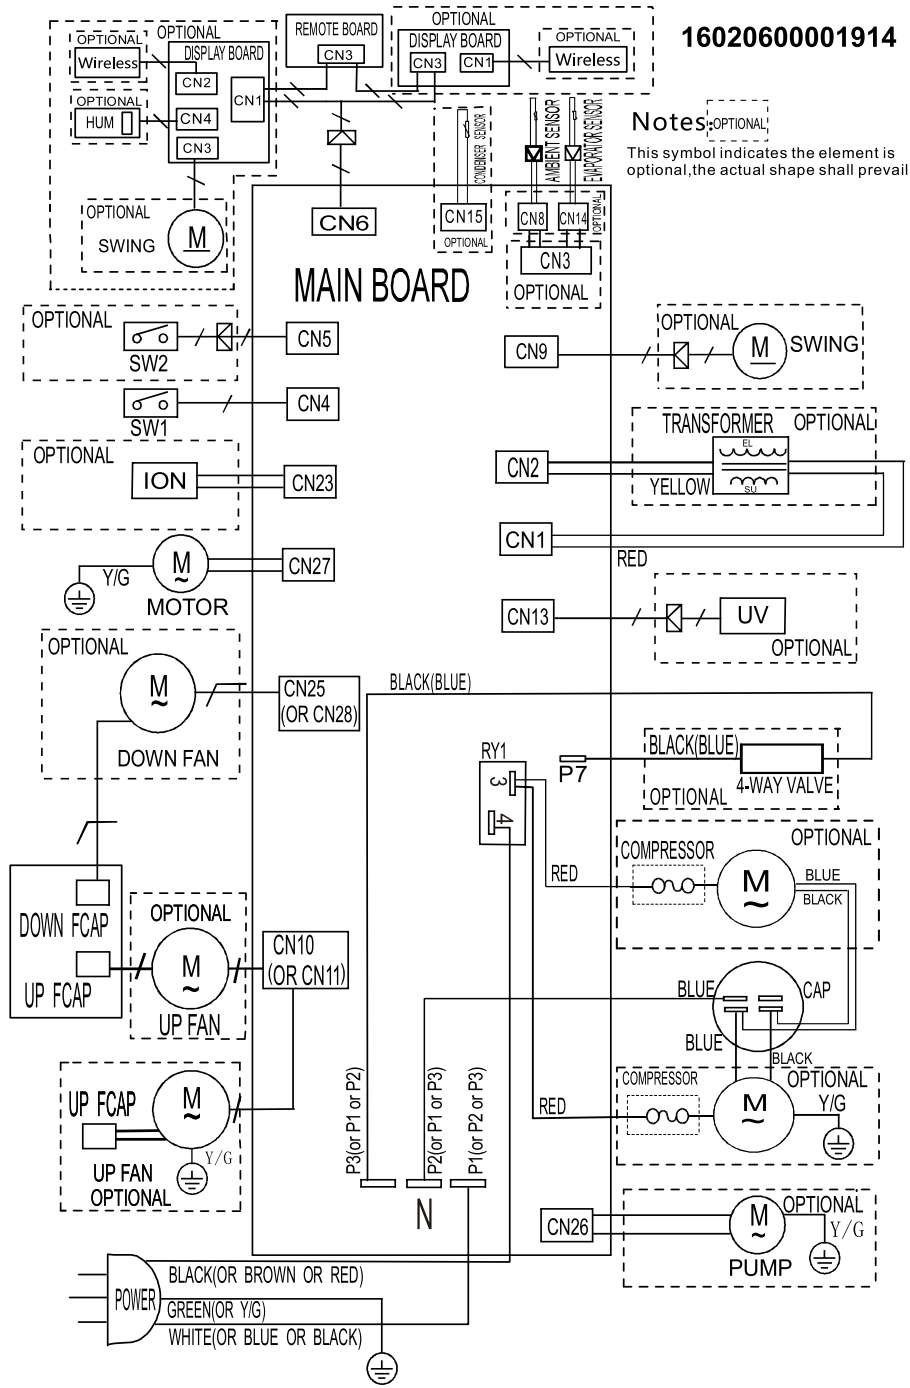 16020600001914
OPTIONAL
OPTIONAL
Wireless
DISPLAY BOARD
CN2
CN1
OPTIONAL
HUM
CN4
CN3
OPTIONAL
SWING
M
REMOTE BOARD
CN3
OPTIONAL
DISPLAY BOARD
CN3
CN1
OPTIONAL
Wireless
Notes:
OPTIONAL
This symbol indicates the element is
optional,the actual shape shall prevail
CN6
CONDENSER SENSOR
CN15
OPTIONAL
AMBIENT SENSOR
EVAPORATOR SENSOR
CN8
CN14
OPTIONAL
CN3
OPTIONAL
MAIN BOARD
OPTIONAL
SW2
CN5
SW1
CN4
OPTIONAL
ION
CN23
M
~
Y/G
MOTOR
CN27
OPTIONAL
M
~
DOWN FAN
CN25
(OR CN28)
DOWN FCAP
UP FCAP
OPTIONAL
M
~
UP FAN
CN10
(OR CN11)
UP FCAP
M
~
Y/G
UP FAN
OPTIONAL
CN9
OPTIONAL
M
SWING
CN2
TRANSFORMER
OPTIONAL
EL
YELLOW
SU
CN1
RED
CN13
UV
OPTIONAL
BLACK(BLUE)
RY1
3
4
P7
BLACK(BLUE)
4-WAY VALVE
OPTIONAL
OPTIONAL
COMPRESSOR
M
~
RED
BLUE
BLACK
BLUE
CAP
BLUE
BLACK
COMPRESSOR
OPTIONAL
M
~
Y/G
RED
P3(or P1 or P2)
P2(or P1 or P3)
P1(or P2 or P3)
N
CN26
OPTIONAL
M
~
Y/G
PUMP
POWER
BLACK(OR BROWN OR RED)
GREEN(OR Y/G)
WHITE(OR BLUE OR BLACK)